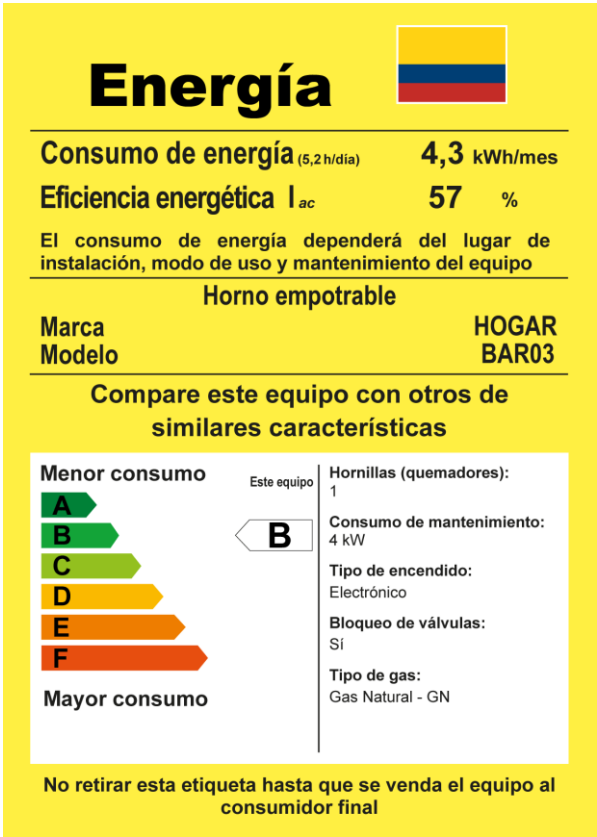 Energía
Consumo de energía (5,2 h/día) 4,3 kWh/mes
Eficiencia energética I ac 57 %
El consumo de energía dependerá del lugar de
instalación, modo de uso y mantenimiento del equipo
Horno empotrable
Marca HOGAR
Modelo BAR03
Compare este equipo con otros de
similares características
Menor consumo
Este equipo
A
B
B
C
D
E
F
Mayor consumo
Hornillas (quemadores):
1
Consumo de mantenimiento:
4 kW
Tipo de encendido:
Electrónico
Bloqueo de válvulas:
Sí
Tipo de gas:
Gas Natural - GN
No retirar esta etiqueta hasta que se venda el equipo al
consumidor final